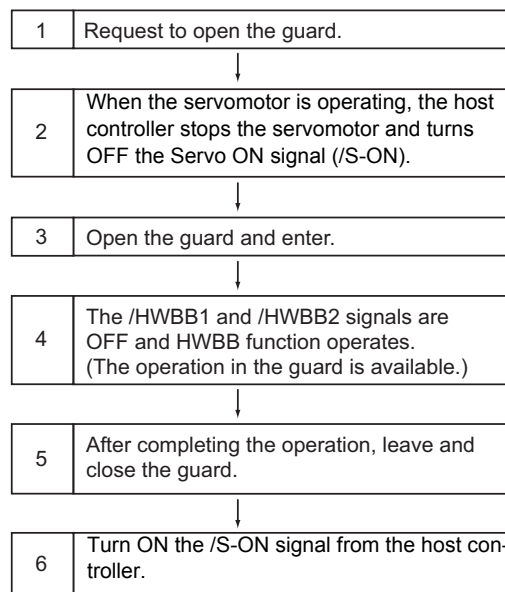 1 Request to open the guard.
2 When the servomotor is operating, the host
controller stops the servomotor and turns
OFF the Servo ON signal (/S-ON).
3 Open the guard and enter.
4 The /HWBB1 and /HWBB2 signals are
OFF and HWBB function operates.
(The operation in the guard is available.)
5 After completing the operation, leave and
close the guard.
6 Turn ON the /S-ON signal from the host con-
troller.